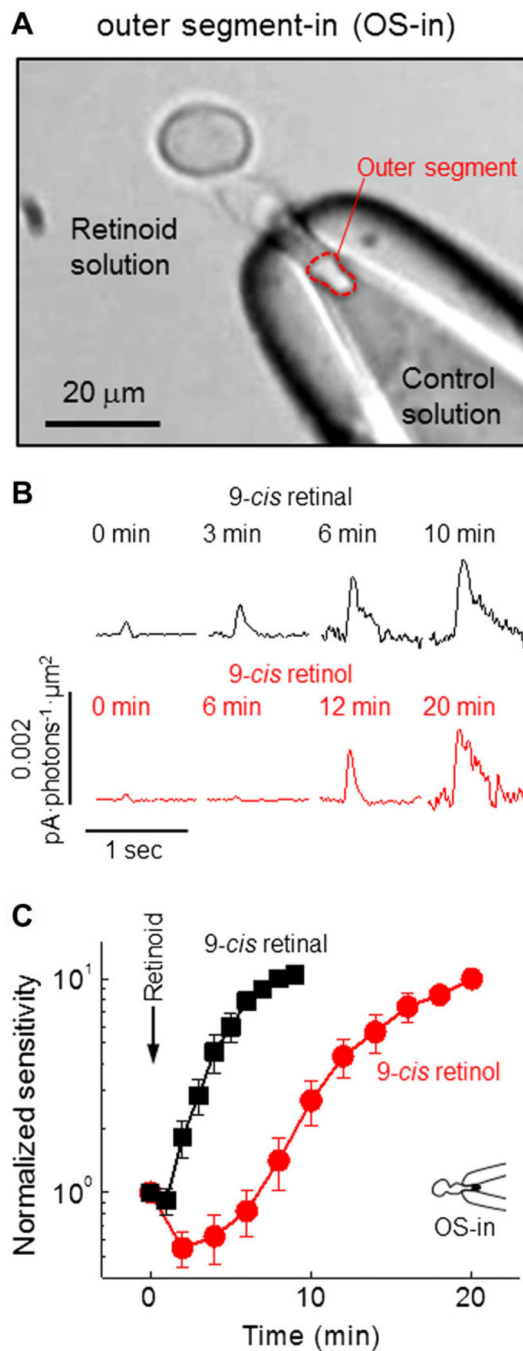 A outer segment-in (OS-in)
Outer segment
Retinoid
solution
Control
solution
20 μm
B
9-cis retinal
0 min 3 min 6 min 10 min
9-cis retinol
0 min 6 min 12 min 20 min
0.002
pA·photons⁻¹·μm²
1 sec
C
Retinoid
9-cis retinal
9-cis retinol
OS-in
Normalized sensitivity
10¹
10⁰
0 10 20
Time (min)